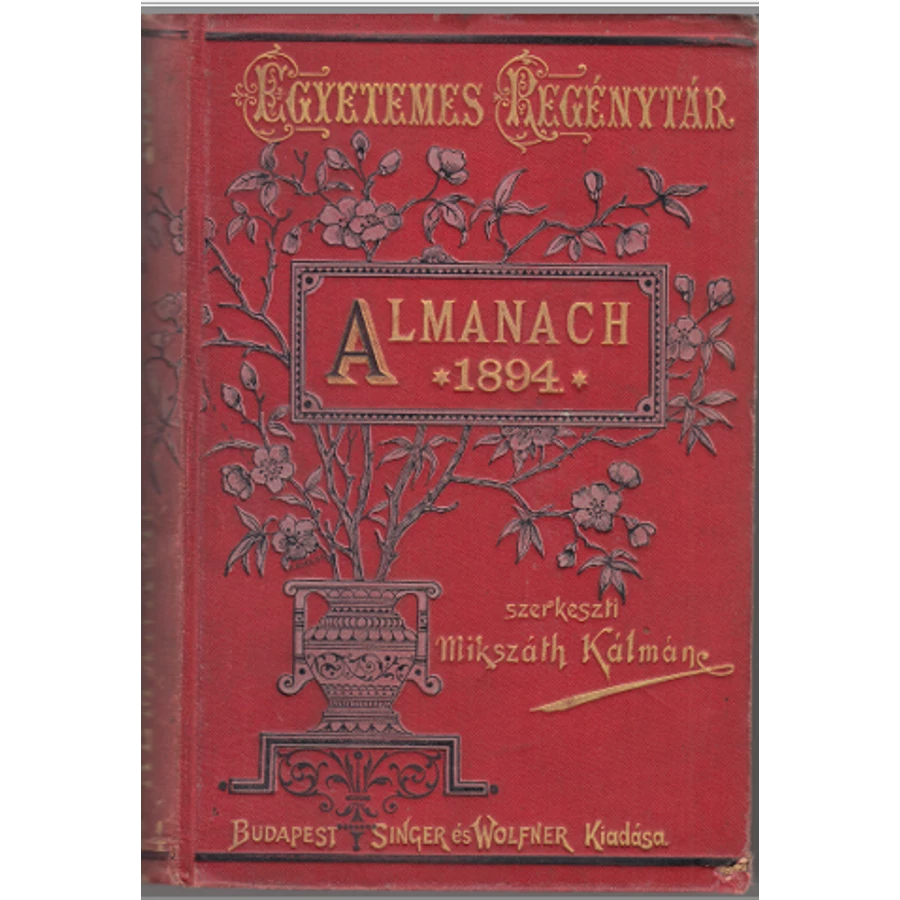 EGYETEMES REGÉNYTÁR
ALMANACH
*1894.*
szerkeszti
Mikszáth Kálmán
BUDAPEST SINGER és WOLFNER Kiadása.